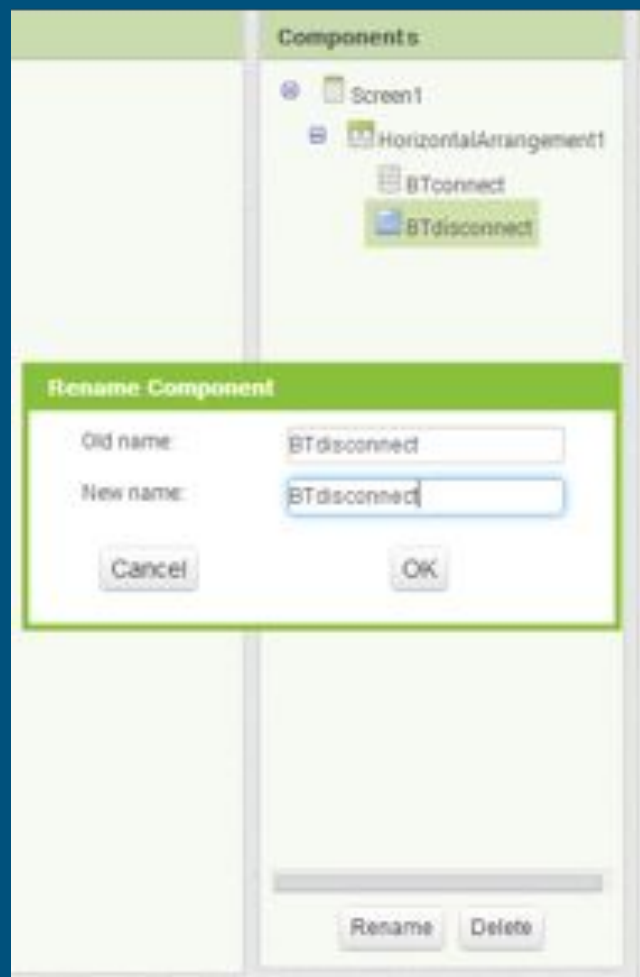 Components
Screen1
HorizontalArrangement1
BTconnect
BTdisconnect
Rename Component
Old name:
BTdisconnect
New name:
BTdisconnect
Cancel
OK
Rename
Delete